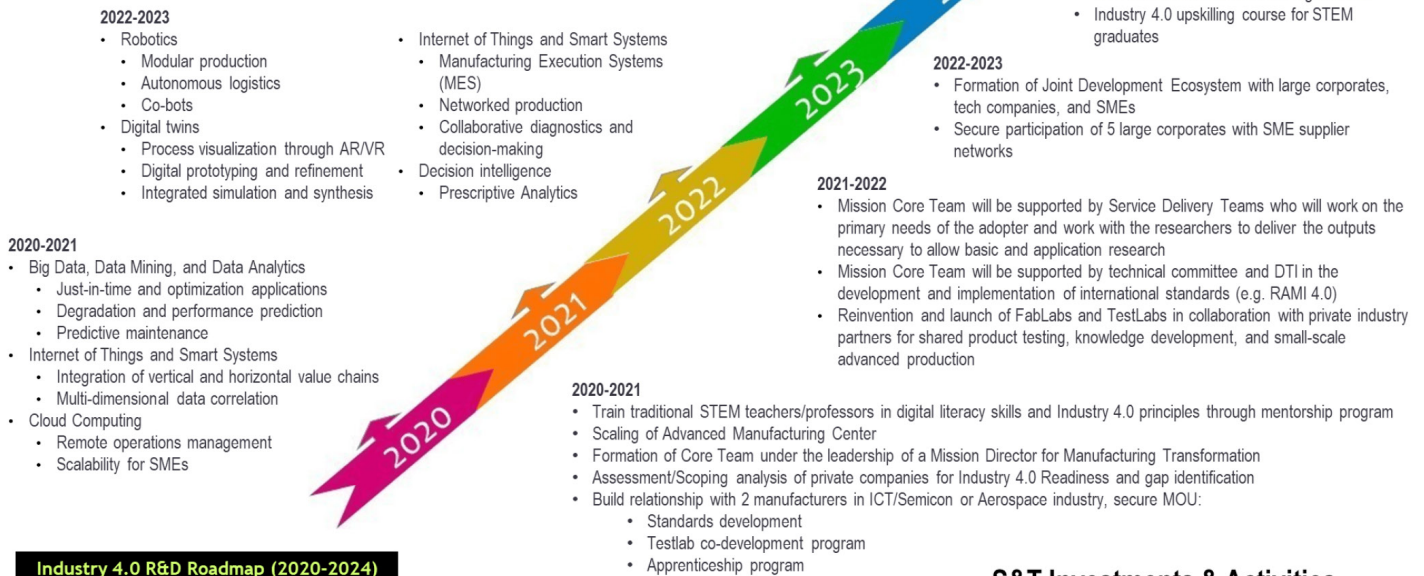 2022-2023
• Robotics
• Modular production
• Autonomous logistics
• Co-bots
• Digital twins
• Process visualization through AR/VR
• Digital prototyping and refinement
• Integrated simulation and synthesis
• Internet of Things and Smart Systems
• Manufacturing Execution Systems
(MES)
• Networked production
• Collaborative diagnostics and
decision-making
• Decision intelligence
• Prescriptive Analytics
2020-2021
• Big Data, Data Mining, and Data Analytics
• Just-in-time and optimization applications
• Degradation and performance prediction
• Predictive maintenance
• Internet of Things and Smart Systems
• Integration of vertical and horizontal value chains
• Multi-dimensional data correlation
• Cloud Computing
• Remote operations management
• Scalability for SMEs
2023
2022
2021
2020
• Industry 4.0 upskilling course for STEM
graduates
2022-2023
• Formation of Joint Development Ecosystem with large corporates,
tech companies, and SMEs
• Secure participation of 5 large corporates with SME supplier
networks
2021-2022
• Mission Core Team will be supported by Service Delivery Teams who will work on the
primary needs of the adopter and work with the researchers to deliver the outputs
necessary to allow basic and application research
• Mission Core Team will be supported by technical committee and DTI in the
development and implementation of international standards (e.g. RAMI 4.0)
• Reinvention and launch of FabLabs and TestLabs in collaboration with private industry
partners for shared product testing, knowledge development, and small-scale
advanced production
2020-2021
• Train traditional STEM teachers/professors in digital literacy skills and Industry 4.0 principles through mentorship program
• Scaling of Advanced Manufacturing Center
• Formation of Core Team under the leadership of a Mission Director for Manufacturing Transformation
• Assessment/Scoping analysis of private companies for Industry 4.0 Readiness and gap identification
• Build relationship with 2 manufacturers in ICT/Semicon or Aerospace industry, secure MOU:
• Standards development
• Testlab co-development program
• Apprenticeship program
Industry 4.0 R&D Roadmap (2020-2024)
S&T Investments & Activities